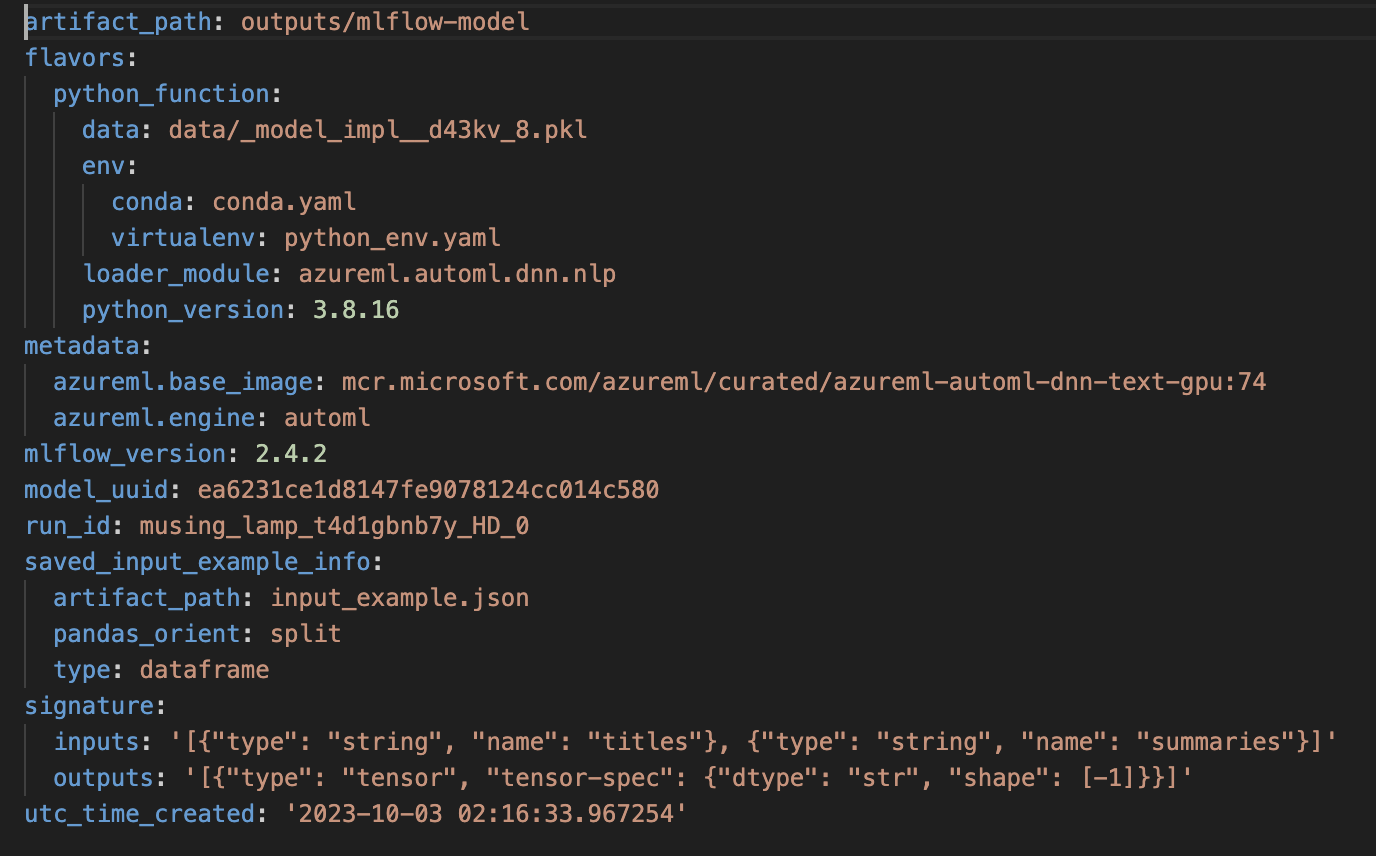 artifact_path: outputs/mlflow-model
flavors:
  python_function:
    data: data/_model_impl__d43kv_8.pkl
    env:
      conda: conda.yaml
      virtualenv: python_env.yaml
    loader_module: azureml.automl.dnn.nlp
    python_version: 3.8.16
metadata:
  azureml.base_image: mcr.microsoft.com/azureml/curated/azureml-automl-dnn-text-gpu:74
  azureml.engine: automl
mlflow_version: 2.4.2
model_uuid: ea6231ce1d8147fe9078124cc014c580
run_id: musing_lamp_t4d1gbnb7y_HD_0
saved_input_example_info:
  artifact_path: input_example.json
  pandas_orient: split
  type: dataframe
signature:
  inputs: '[{"type": "string", "name": "titles"}, {"type": "string", "name": "summaries"}]'
  outputs: '[{"type": "tensor", "tensor-spec": {"dtype": "str", "shape": [-1]}}]'
utc_time_created: '2023-10-03 02:16:33.967254'